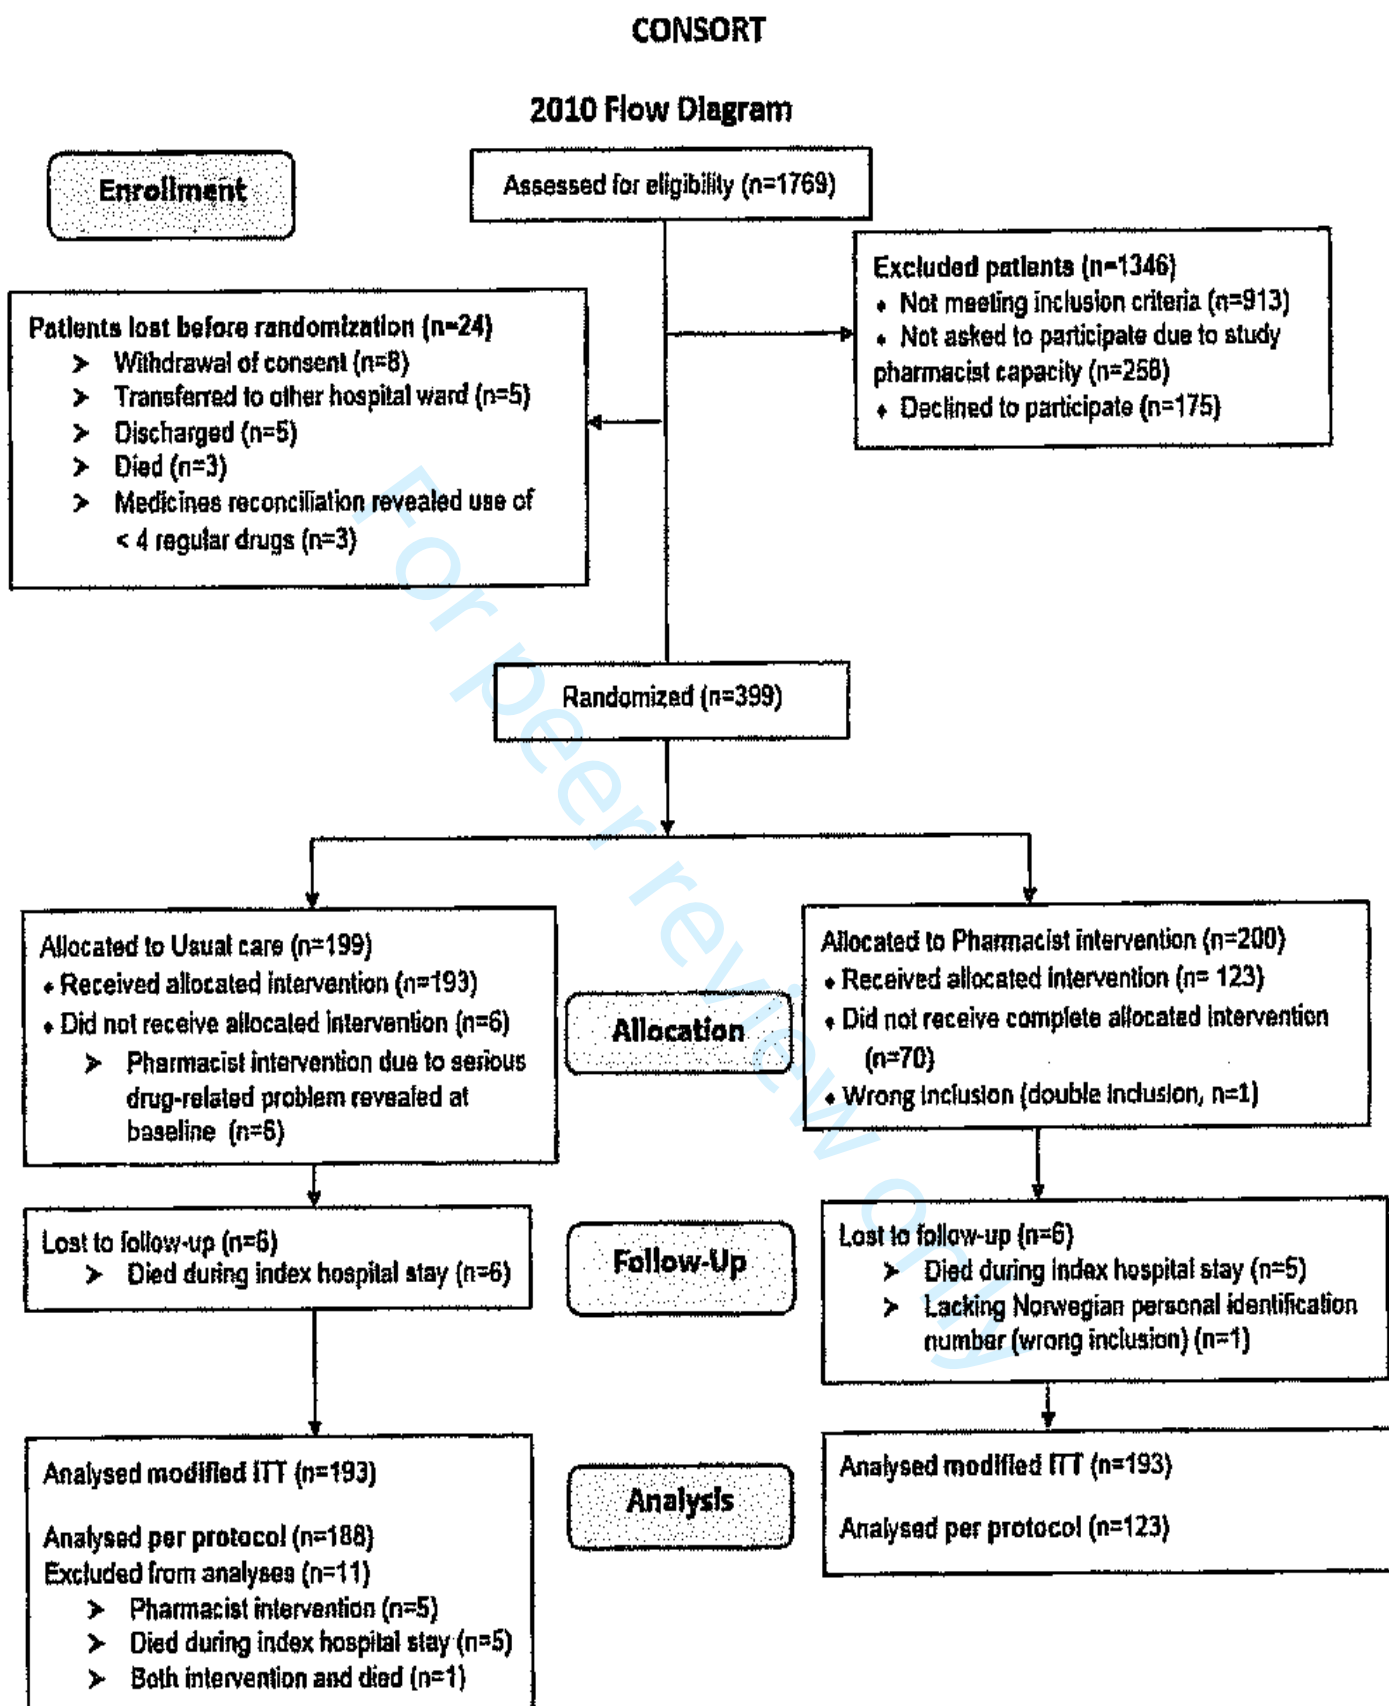 CONSORT
2010 Flow Diagram
Enrollment
Assessed for eligibility (n=1769)
Excluded patients (n=1346)
♦ Not meeting inclusion criteria (n=913)
♦ Not asked to participate due to study
pharmacist capacity (n=258)
♦ Declined to participate (n=175)
Patients lost before randomization (n=24)
➤ Withdrawal of consent (n=8)
➤ Transferred to other hospital ward (n=5)
➤ Discharged (n=5)
➤ Died (n=3)
➤ Medicines reconciliation revealed use of
< 4 regular drugs (n=3)
Randomized (n=399)
Allocated to Usual care (n=199)
♦ Received allocated intervention (n=193)
♦ Did not receive allocated intervention (n=6)
➤ Pharmacist intervention due to serious
drug-related problem revealed at
baseline (n=6)
Allocation
Allocated to Pharmacist intervention (n=200)
♦ Received allocated intervention (n= 123)
♦ Did not receive complete allocated intervention
(n=70)
♦ Wrong inclusion (double inclusion, n=1)
Lost to follow-up (n=6)
➤ Died during index hospital stay (n=6)
Follow-Up
Lost to follow-up (n=6)
➤ Died during index hospital stay (n=5)
➤ Lacking Norwegian personal identification
number (wrong inclusion) (n=1)
Analysed modified ITT (n=193)
Analysed per protocol (n=188)
Excluded from analyses (n=11)
➤ Pharmacist intervention (n=5)
➤ Died during index hospital stay (n=5)
➤ Both intervention and died (n=1)
Analysis
Analysed modified ITT (n=193)
Analysed per protocol (n=123)
For peer review only